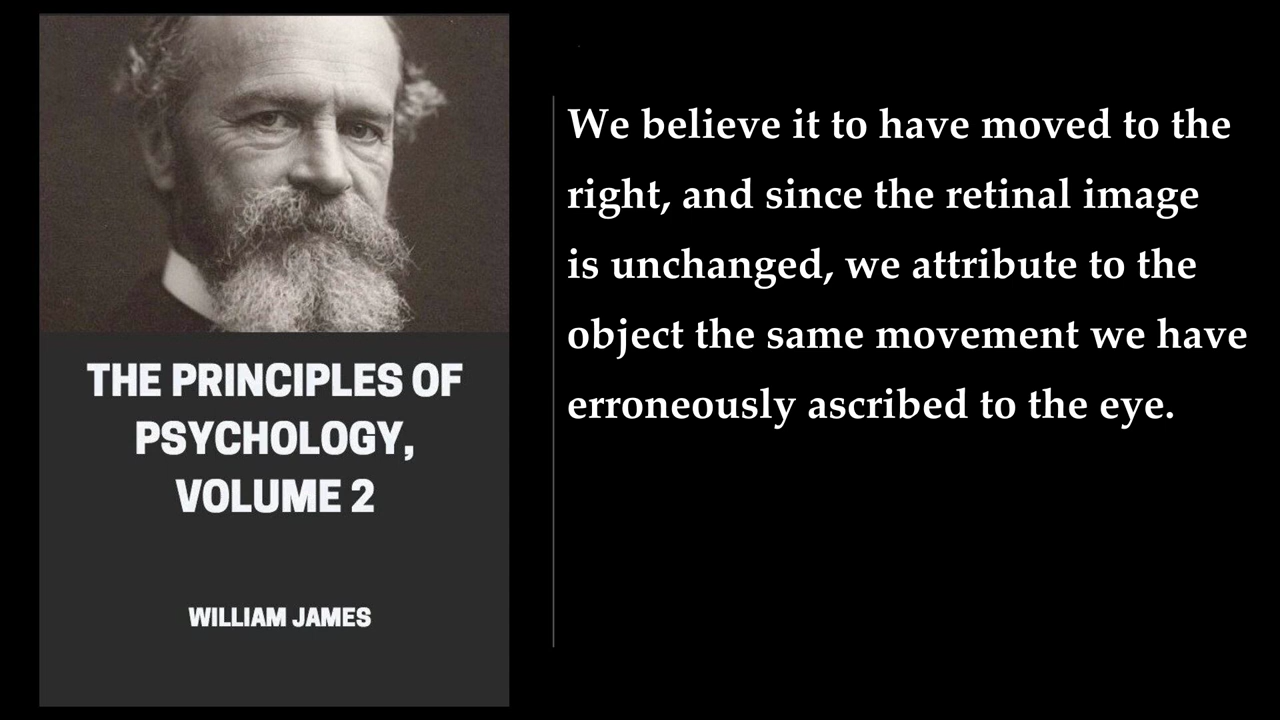 THE PRINCIPLES OF
PSYCHOLOGY,
VOLUME 2
WILLIAM JAMES
We believe it to have moved to the
right, and since the retinal image
is unchanged, we attribute to the
object the same movement we have
erroneously ascribed to the eye.